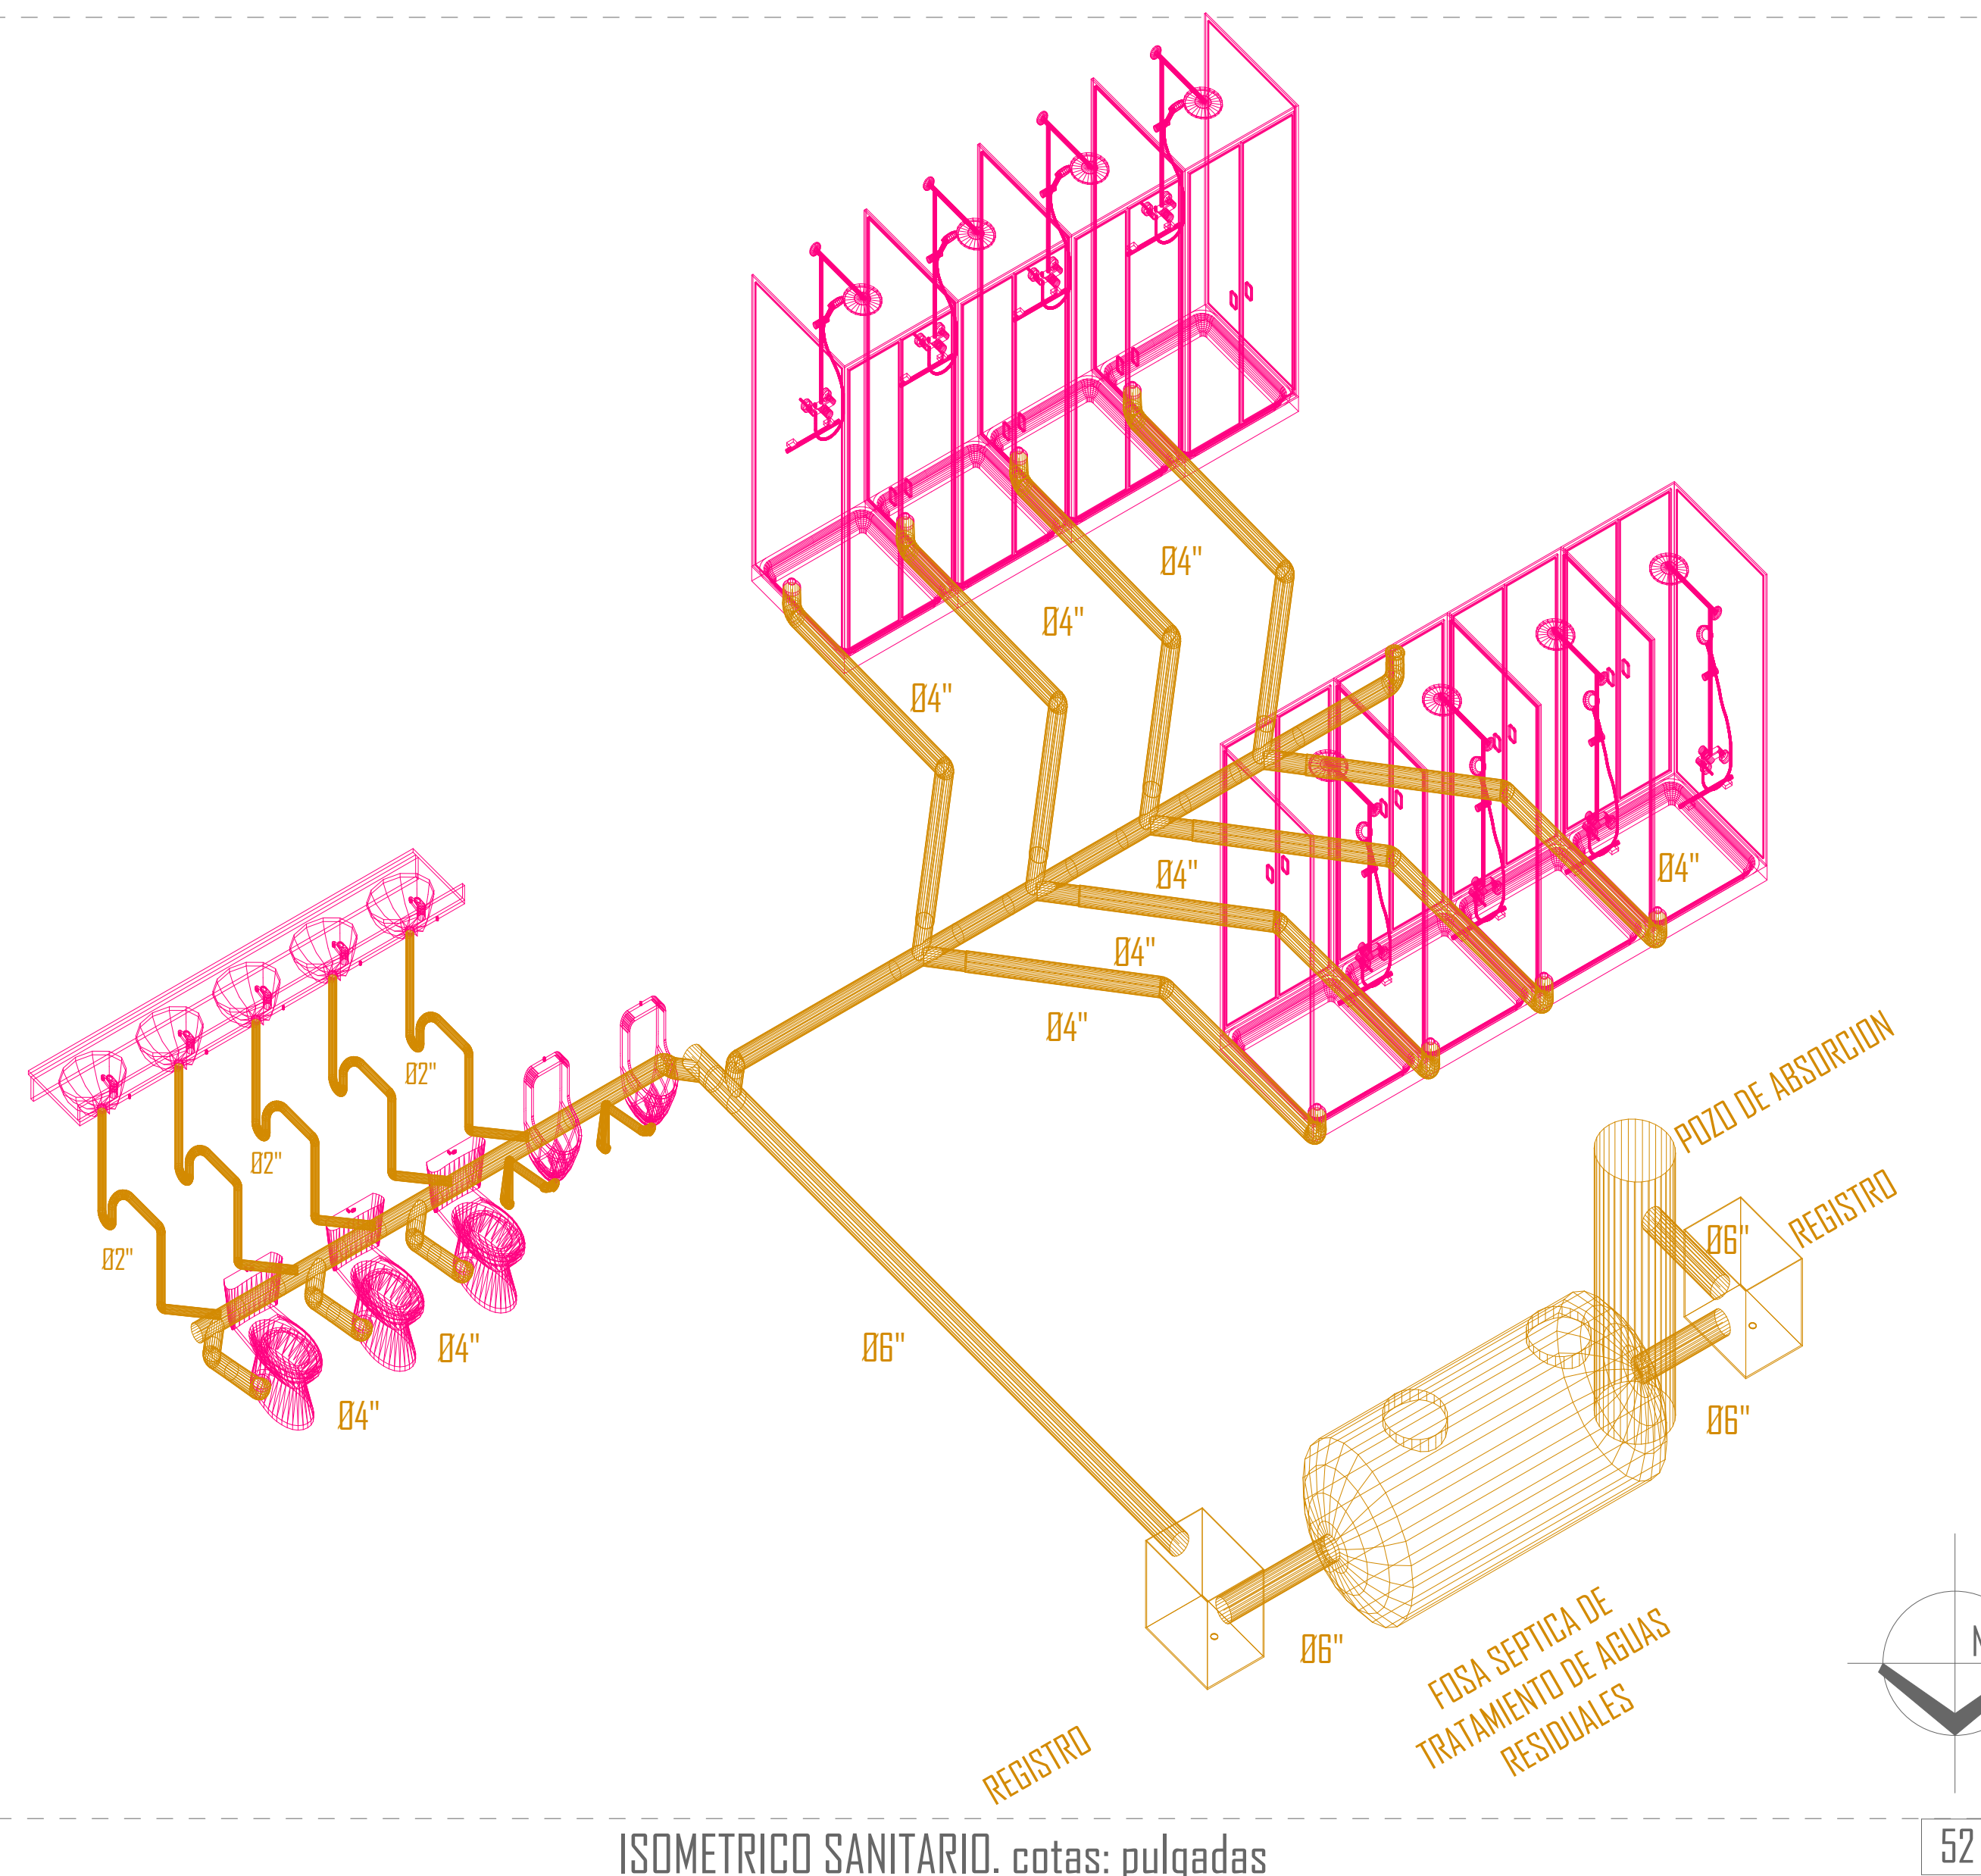 Ø4"
Ø4"
Ø4"
Ø4"
Ø4"
Ø4"
Ø4"
Ø4"
Ø2"
Ø2"
Ø2"
POZO DE ABSORCION
REGISTRO
Ø6"
Ø6"
Ø4"
Ø4"
Ø6"
Ø6"
FOSA SEPTICA DE
TRATAMIENTO DE AGUAS
RESIDUALES
REGISTRO
ISOMETRICO SANITARIO. cotas: pulgadas
52